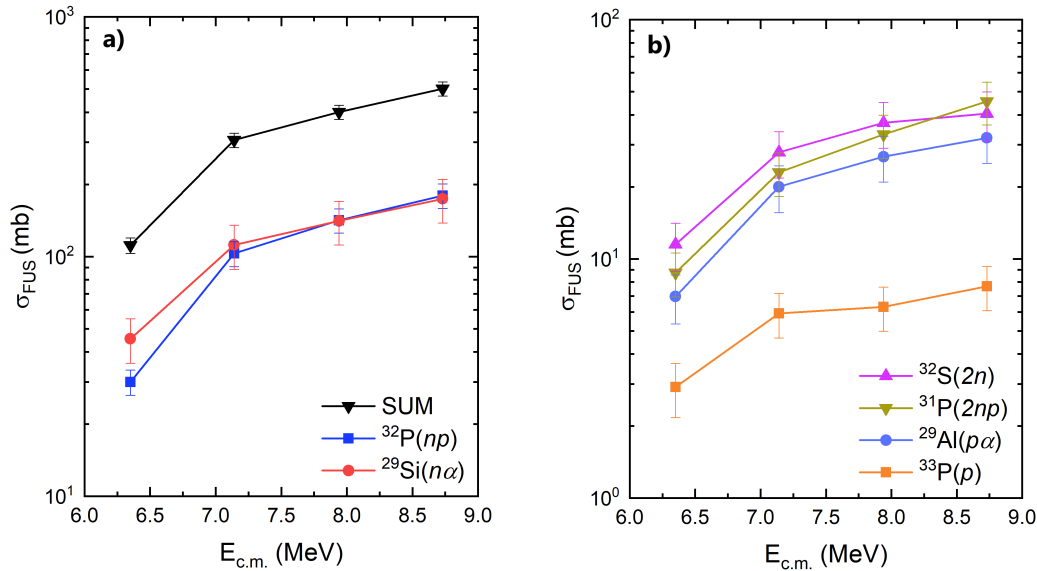 a)
10³
10²
10¹
σFUS (mb)
6.0 6.5 7.0 7.5 8.0 8.5 9.0
Ec.m. (MeV)
SUM
³²P(np)
²⁹Si(nα)
b)
10²
10¹
10⁰
σFUS (mb)
6.0 6.5 7.0 7.5 8.0 8.5 9.0
Ec.m. (MeV)
³²S(2n)
³¹P(2np)
²⁹Al(pα)
³³P(p)